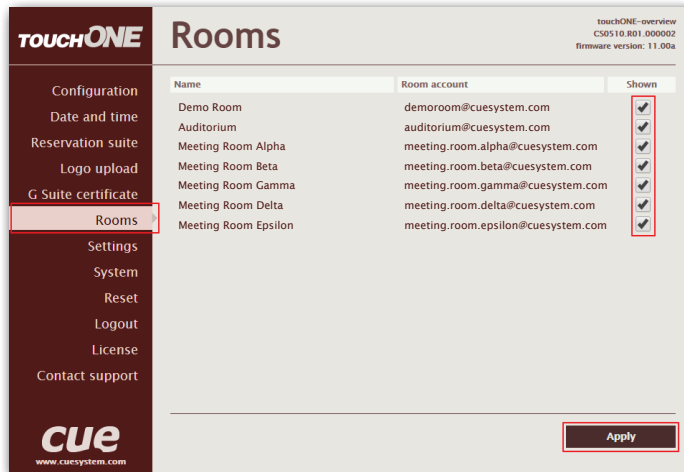 TOUCHONE
Rooms
touchONE-overview
CS0510.R01.000002
firmware version: 11.00a
Configuration
Date and time
Reservation suite
Logo upload
G Suite certificate
Rooms
Settings
System
Reset
Logout
License
Contact support
cue
www.cuesystem.com
Name Room account Shown
Demo Room demoroom@cuesystem.com
Auditorium auditorium@cuesystem.com
Meeting Room Alpha meeting.room.alpha@cuesystem.com
Meeting Room Beta meeting.room.beta@cuesystem.com
Meeting Room Gamma meeting.room.gamma@cuesystem.com
Meeting Room Delta meeting.room.delta@cuesystem.com
Meeting Room Epsilon meeting.room.epsilon@cuesystem.com
Apply